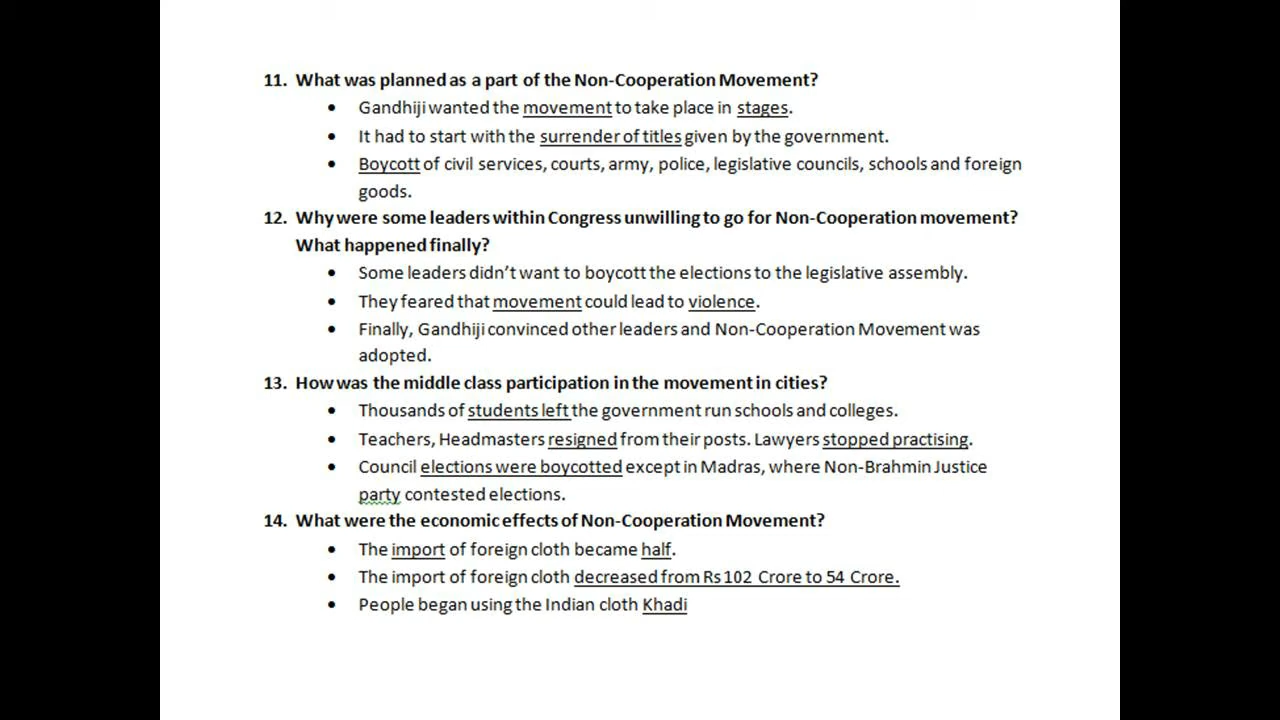 11. What was planned as a part of the Non-Cooperation Movement?
• Gandhiji wanted the movement to take place in stages.
• It had to start with the surrender of titles given by the government.
• Boycott of civil services, courts, army, police, legislative councils, schools and foreign
goods.
12. Why were some leaders within Congress unwilling to go for Non-Cooperation movement?
What happened finally?
• Some leaders didn't want to boycott the elections to the legislative assembly.
• They feared that movement could lead to violence.
• Finally, Gandhiji convinced other leaders and Non-Cooperation Movement was
adopted.
13. How was the middle class participation in the movement in cities?
• Thousands of students left the government run schools and colleges.
• Teachers, Headmasters resigned from their posts. Lawyers stopped practising.
• Council elections were boycotted except in Madras, where Non-Brahmin Justice
party contested elections.
14. What were the economic effects of Non-Cooperation Movement?
• The import of foreign cloth became half.
• The import of foreign cloth decreased from Rs 102 Crore to 54 Crore.
• People began using the Indian cloth Khadi